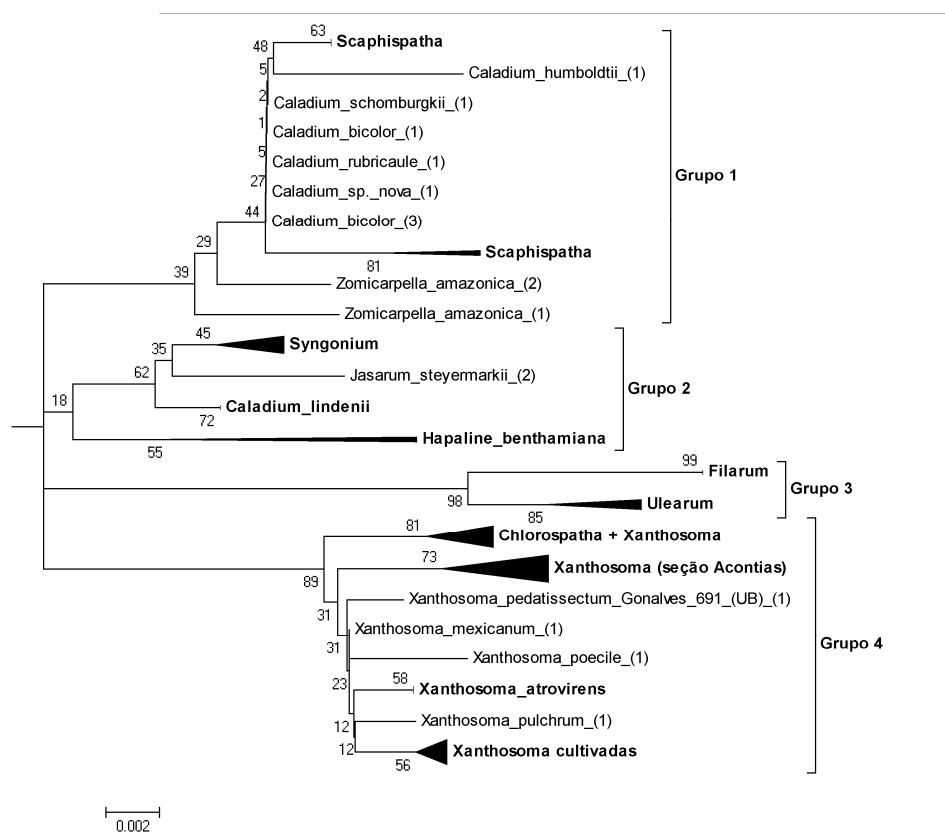 63
Scaphispatha
48
5
Caladium_humboldtii_(1)
2
Caladium_schomburgkii_(1)
1
Caladium_bicolor_(1)
5
Caladium_rubricaule_(1)
Grupo 1
27
Caladium_sp._nova_(1)
44
Caladium_bicolor_(3)
29
Scaphispatha
81
39
Zomicarpella_amazonica_(2)
Zomicarpella_amazonica_(1)
45
Syngonium
35
62
Jasarum_steyermarkii_(2)
Grupo 2
18
Caladium_lindenii
72
Hapaline_benthamiana
55
99
Filarum
98
Grupo 3
Ulearum
85
81
Chlorospatha + Xanthosoma
73
Xanthosoma (seção Acontias)
89
Xanthosoma_pedatissectum_Gonalves_691_(UB)_(1)
31
Xanthosoma_mexicanum_(1)
31
Grupo 4
Xanthosoma_poecile_(1)
23
58
Xanthosoma_atrovirens
Xanthosoma_pulchrum_(1)
12
12
Xanthosoma cultivadas
56
0.002